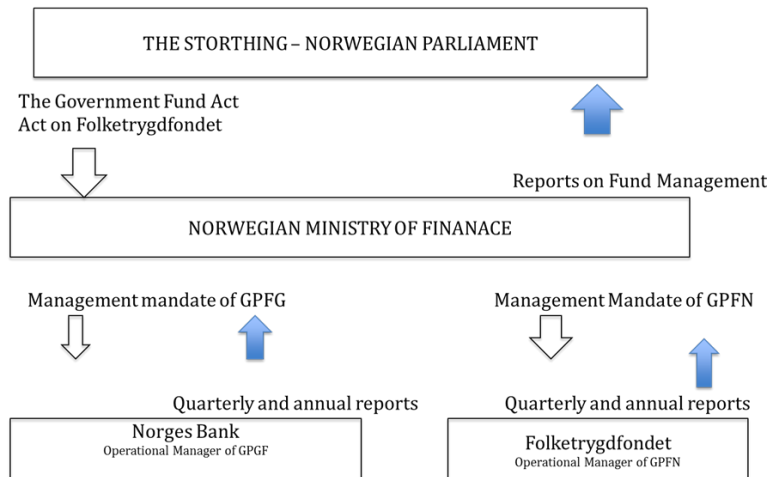 THE STORTHING – NORWEGIAN PARLIAMENT
The Government Fund Act
Act on Folketrygdfondet
Reports on Fund Management
NORWEGIAN MINISTRY OF FINANACE
Management mandate of GPFG
Management Mandate of GPFN
Quarterly and annual reports
Quarterly and annual reports
Norges Bank
Operational Manager of GPGF
Folketrygdfondet
Operational Manager of GPFN